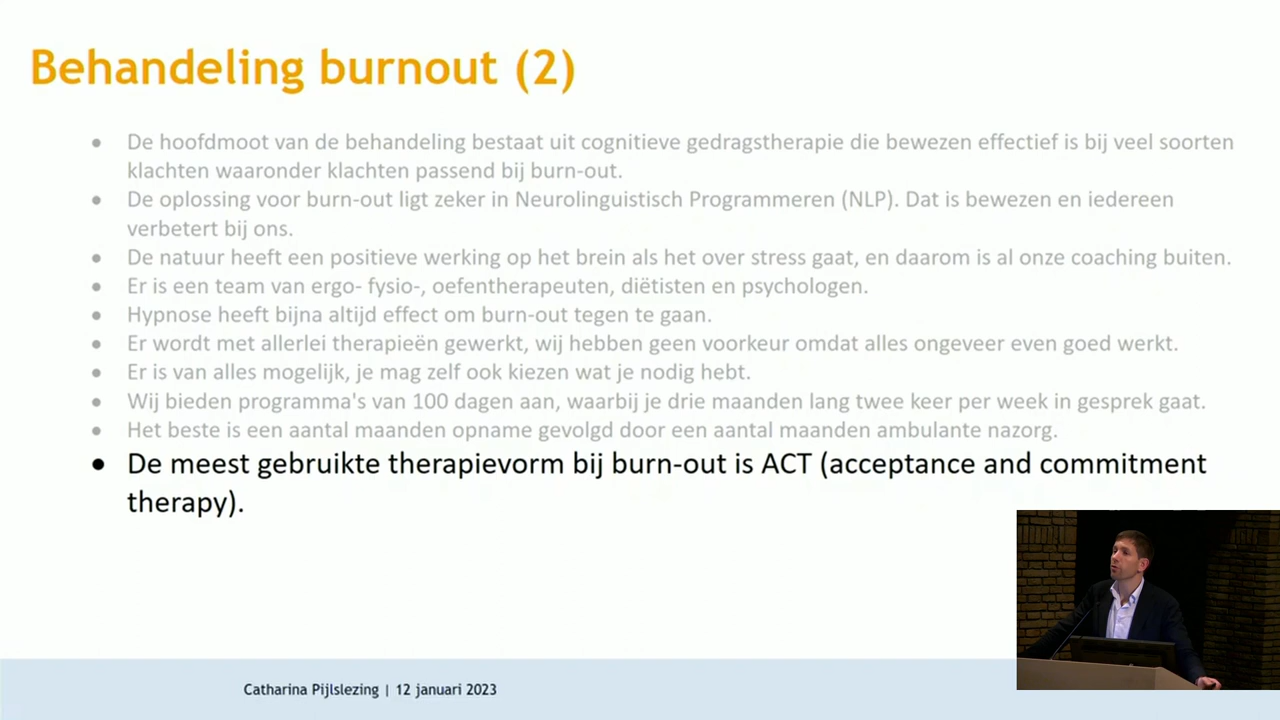 Behandeling burnout (2)
• De hoofdmoot van de behandeling bestaat uit cognitieve gedragstherapie die bewezen effectief is bij veel soorten
klachten waaronder klachten passend bij burn-out.
• De oplossing voor burn-out ligt zeker in Neurolinguistisch Programmeren (NLP). Dat is bewezen en iedereen
verbetert bij ons.
• De natuur heeft een positieve werking op het brein als het over stress gaat, en daarom is al onze coaching buiten.
• Er is een team van ergo- fysio-, oefentherapeuten, diëtisten en psychologen.
• Hypnose heeft bijna altijd effect om burn-out tegen te gaan.
• Er wordt met allerlei therapieën gewerkt, wij hebben geen voorkeur omdat alles ongeveer even goed werkt.
• Er is van alles mogelijk, je mag zelf ook kiezen wat je nodig hebt.
• Wij bieden programma's van 100 dagen aan, waarbij je drie maanden lang twee keer per week in gesprek gaat.
• Het beste is een aantal maanden opname gevolgd door een aantal maanden ambulante nazorg.
• De meest gebruikte therapievorm bij burn-out is ACT (acceptance and commitment
therapy).
Catharina Pijlslezing | 12 januari 2023